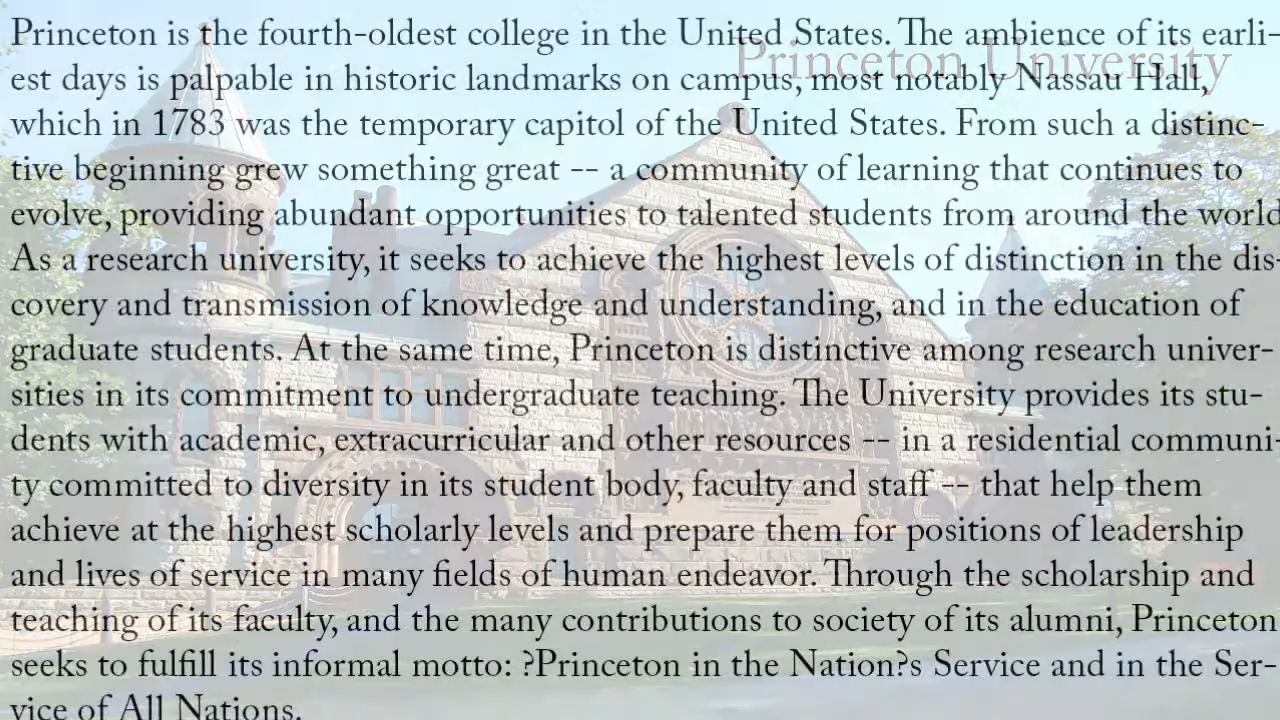 Princeton is the fourth-oldest college in the United States. The ambience of its earli-
Princeton University
est days is palpable in historic landmarks on campus, most notably Nassau Hall,
which in 1783 was the temporary capitol of the United States. From such a distinc-
tive beginning grew something great -- a community of learning that continues to
evolve, providing abundant opportunities to talented students from around the world
As a research university, it seeks to achieve the highest levels of distinction in the dis-
covery and transmission of knowledge and understanding, and in the education of
graduate students. At the same time, Princeton is distinctive among research univer-
sities in its commitment to undergraduate teaching. The University provides its stu-
dents with academic, extracurricular and other resources -- in a residential communi-
ty committed to diversity in its student body, faculty and staff -- that help them
achieve at the highest scholarly levels and prepare them for positions of leadership
and lives of service in many fields of human endeavor. Through the scholarship and
teaching of its faculty, and the many contributions to society of its alumni, Princeton
seeks to fulfill its informal motto: ?Princeton in the Nation?s Service and in the Ser-
vice of All Nations.